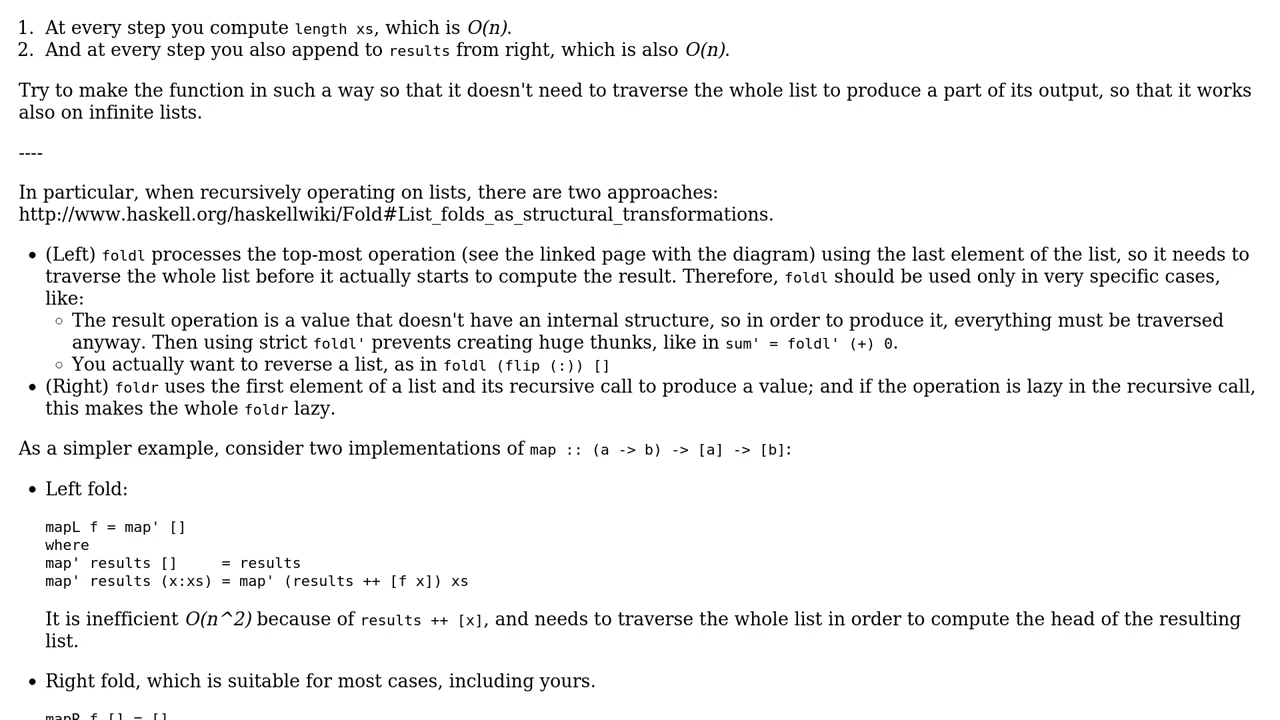 1. At every step you compute length xs, which is O(n).
2. And at every step you also append to results from right, which is also O(n).
Try to make the function in such a way so that it doesn't need to traverse the whole list to produce a part of its output, so that it works
also on infinite lists.
----
In particular, when recursively operating on lists, there are two approaches:
http://www.haskell.org/haskellwiki/Fold#List_folds_as_structural_transformations.
• (Left) foldl processes the top-most operation (see the linked page with the diagram) using the last element of the list, so it needs to
traverse the whole list before it actually starts to compute the result. Therefore, foldl should be used only in very specific cases,
like:
◦ The result operation is a value that doesn't have an internal structure, so in order to produce it, everything must be traversed
anyway. Then using strict foldl' prevents creating huge thunks, like in sum' = foldl' (+) 0.
◦ You actually want to reverse a list, as in foldl (flip (:)) []
• (Right) foldr uses the first element of a list and its recursive call to produce a value; and if the operation is lazy in the recursive call,
this makes the whole foldr lazy.
As a simpler example, consider two implementations of map :: (a -> b) -> [a] -> [b]:
• Left fold:
mapL f = map' []
where
map' results []     = results
map' results (x:xs) = map' (results ++ [f x]) xs
It is inefficient O(n^2) because of results ++ [x], and needs to traverse the whole list in order to compute the head of the resulting
list.
• Right fold, which is suitable for most cases, including yours.
mapR f [] = []